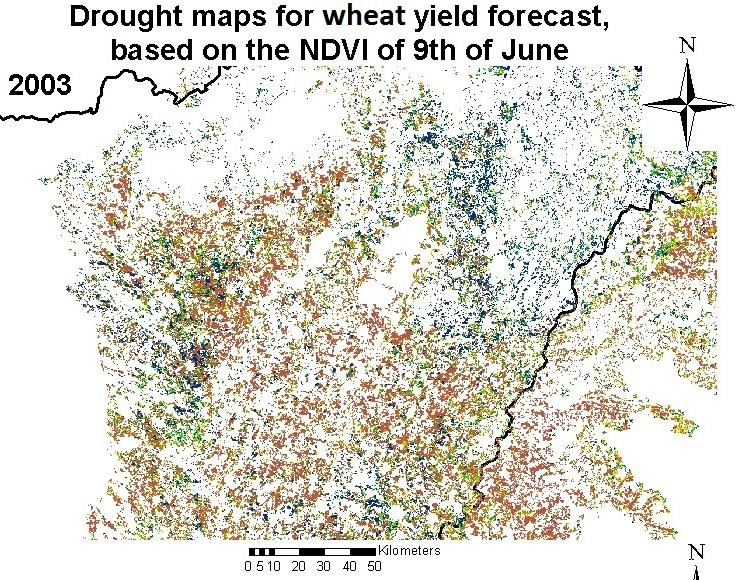 Drought maps for wheat yield forecast,
based on the NDVI of 9th of June
N
2003
Kilometers
0 5 10 20 30 40 50
N